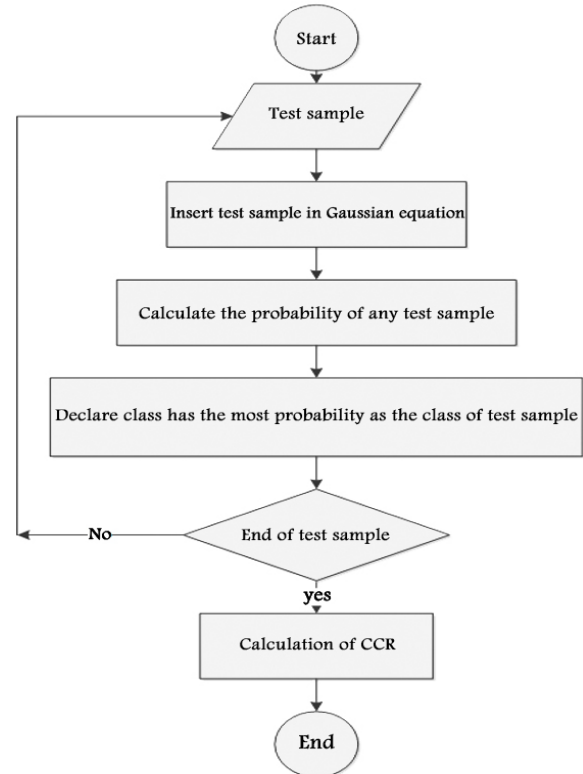 Start
Test sample
Insert test sample in Gaussian equation
Calculate the probability of any test sample
Declare class has the most probability as the class of test sample
End of test sample
No
yes
Calculation of CCR
End